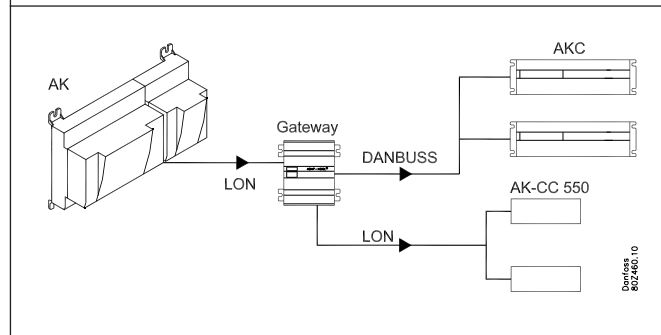 AKC
AK
Gateway
DANBUSS
LON
AK-CC 550
LON
Danfoss
80Z460.10